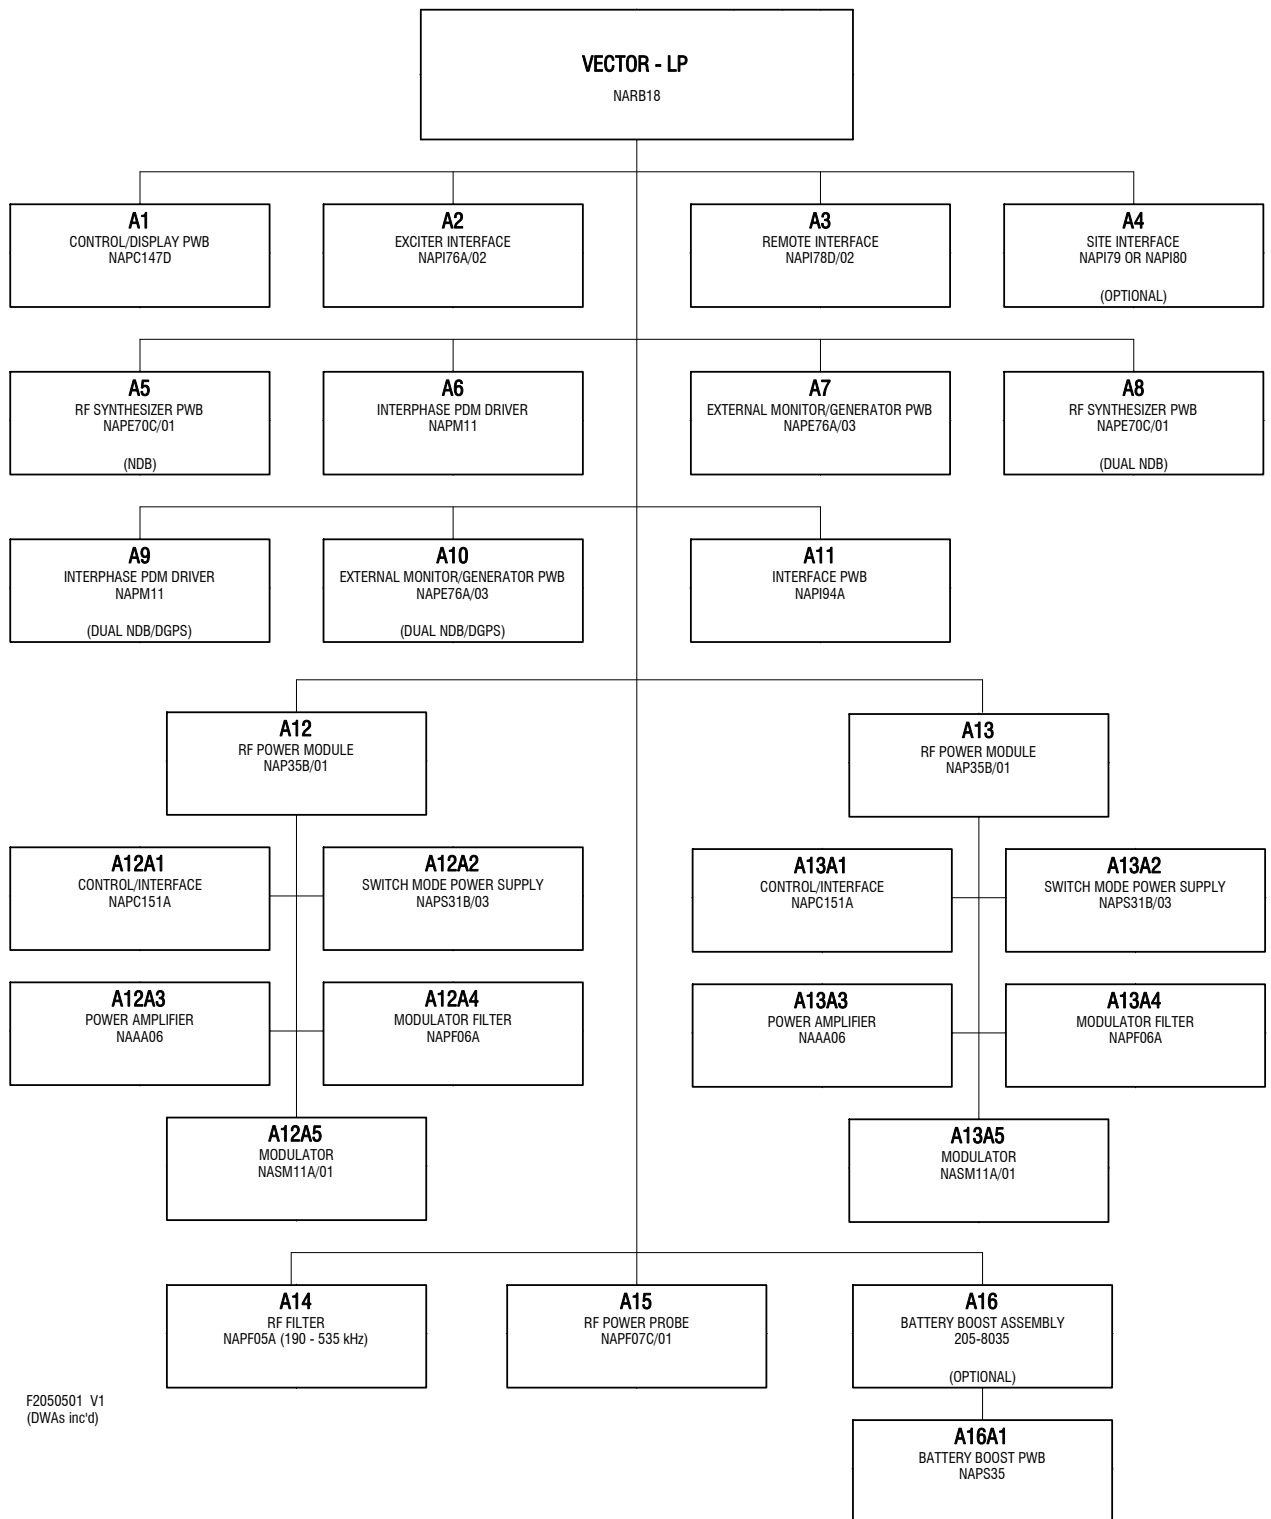 VECTOR - LP
NARB18
A1
CONTROL/DISPLAY PWB
NAPC147D
A2
EXCITER INTERFACE
NAPI76A/02
A3
REMOTE INTERFACE
NAPI78D/02
A4
SITE INTERFACE
NAPI79 OR NAPI80
(OPTIONAL)
A5
RF SYNTHESIZER PWB
NAPE70C/01
(NDB)
A6
INTERPHASE PDM DRIVER
NAPM11
A7
EXTERNAL MONITOR/GENERATOR PWB
NAPE76A/03
A8
RF SYNTHESIZER PWB
NAPE70C/01
(DUAL NDB)
A9
INTERPHASE PDM DRIVER
NAPM11
(DUAL NDB/DGPS)
A10
EXTERNAL MONITOR/GENERATOR PWB
NAPE76A/03
(DUAL NDB/DGPS)
A11
INTERFACE PWB
NAPI94A
A12
RF POWER MODULE
NAP35B/01
A13
RF POWER MODULE
NAP35B/01
A12A1
CONTROL/INTERFACE
NAPC151A
A12A2
SWITCH MODE POWER SUPPLY
NAPS31B/03
A13A1
CONTROL/INTERFACE
NAPC151A
A13A2
SWITCH MODE POWER SUPPLY
NAPS31B/03
A12A3
POWER AMPLIFIER
NAAA06
A12A4
MODULATOR FILTER
NAPF06A
A13A3
POWER AMPLIFIER
NAAA06
A13A4
MODULATOR FILTER
NAPF06A
A12A5
MODULATOR
NASM11A/01
A13A5
MODULATOR
NASM11A/01
A14
RF FILTER
NAPF05A (190 - 535 kHz)
A15
RF POWER PROBE
NAPF07C/01
A16
BATTERY BOOST ASSEMBLY
205-8035
(OPTIONAL)
F2050501 V1
(DWAs inc'd)
A16A1
BATTERY BOOST PWB
NAPS35